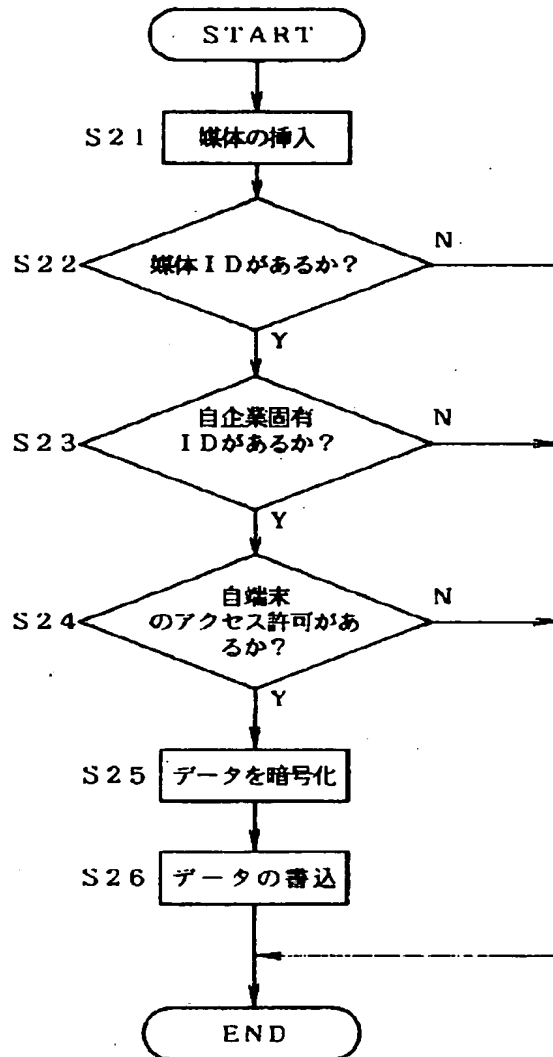 START
S21 媒体の挿入
S22 媒体IDがあるか?
N
Y
S23
自企業固有
IDがあるか?
N
Y
S24
自端末
のアクセス許可があ
るか?
N
Y
S25 データを暗号化
S26 データの書込
END